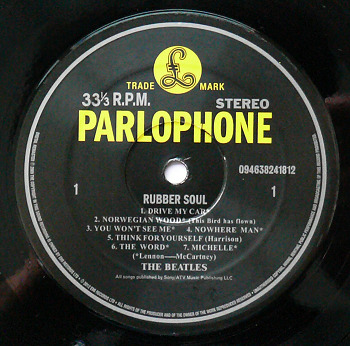 TRADE MARK
33⅓ R.P.M. STEREO
PARLOPHONE
094638241812
1 1
RUBBER SOUL
1. DRIVE MY CAR*
2. NORWEGIAN WOOD* (This Bird has flown)
3. YOU WON'T SEE ME* 4. NOWHERE MAN*
5. THINK FOR YOURSELF (Harrison)
6. THE WORD* 7. MICHELLE*
(*Lennon—McCartney)
THE BEATLES
All songs published by Sony/ATV Music Publishing LLC.